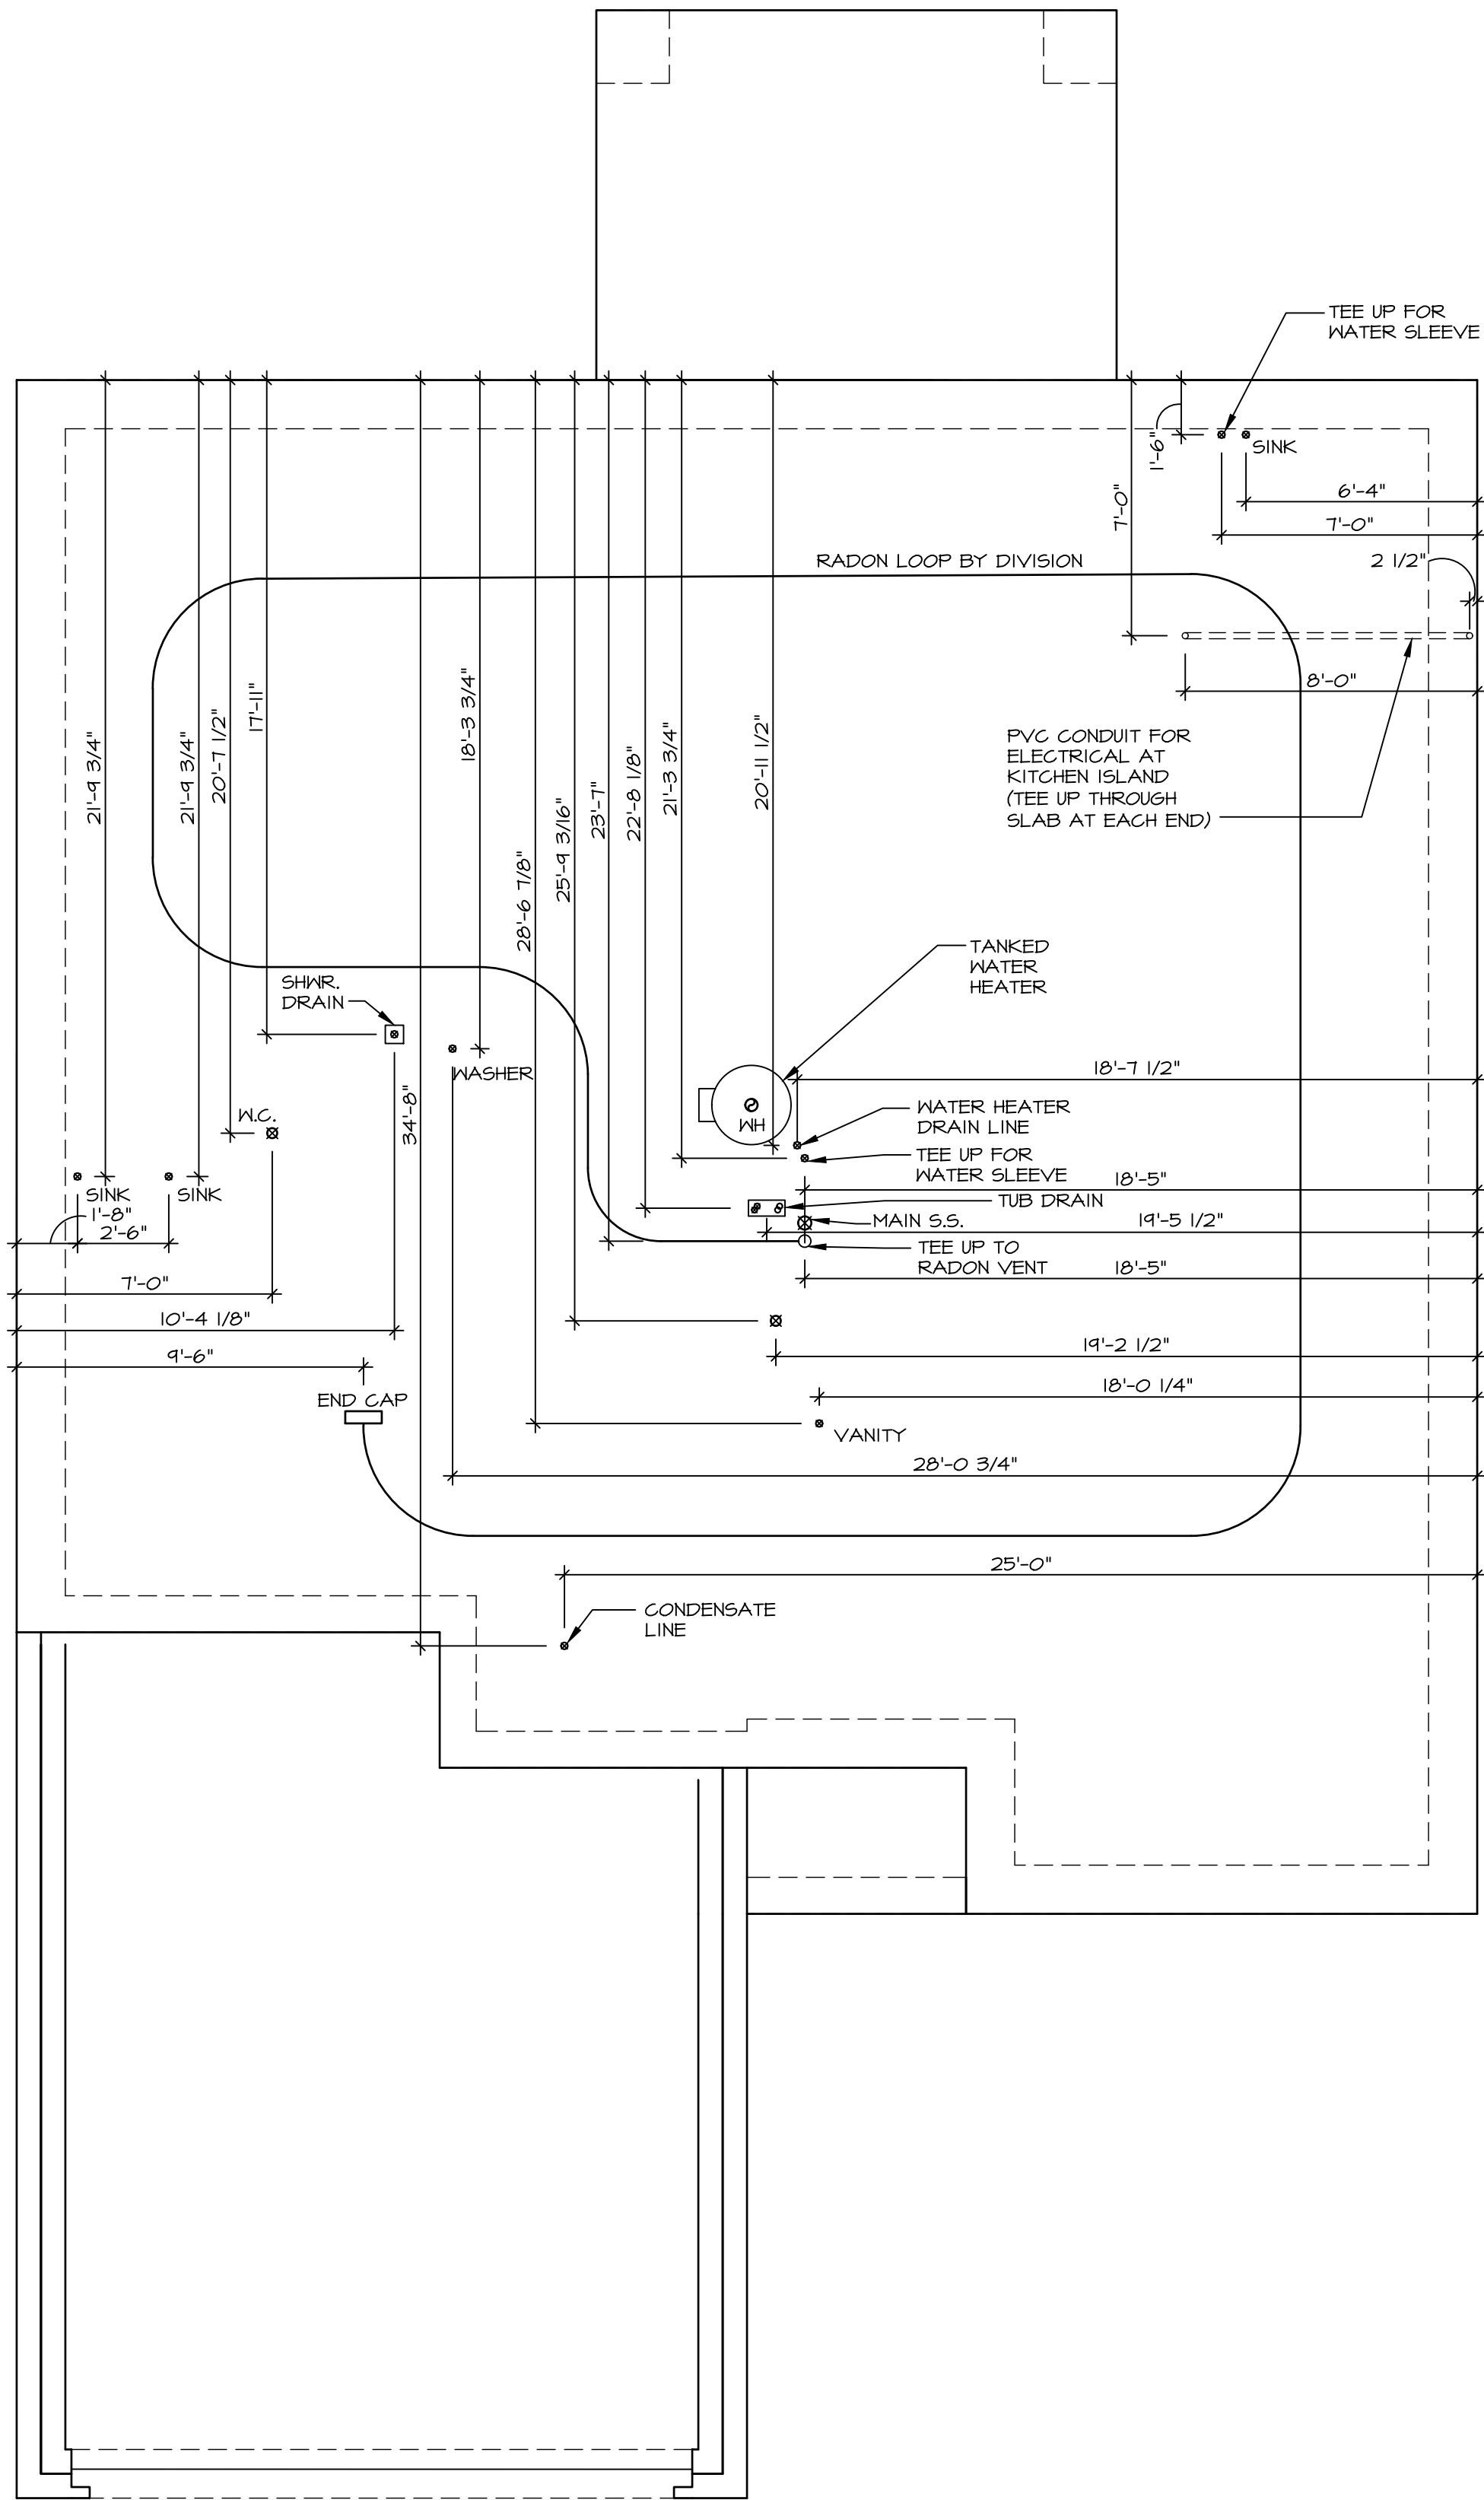 TEE UP FOR
WATER SLEEVE
SINK
1'-6"
6'-4"
7'-0"
7'-0"
RADON LOOP BY DIVISION
2 1/2"
8'-0"
PVC CONDUIT FOR
ELECTRICAL AT
KITCHEN ISLAND
(TEE UP THROUGH
SLAB AT EACH END)
21'-9 3/4"
21'-9 3/4"
20'-7 1/2"
17'-11"
18'-3 3/4"
28'-6 7/8"
25'-9 3/16"
23'-7"
22'-8 1/8"
21'-3 3/4"
20'-11 1/2"
34'-8"
TANKED
WATER
HEATER
SHWR.
DRAIN
WASHER
18'-7 1/2"
W.C.
WH
WATER HEATER
DRAIN LINE
TEE UP FOR
WATER SLEEVE
18'-5"
SINK
SINK
TUB DRAIN
1'-8"
2'-6"
MAIN S.S.
19'-5 1/2"
TEE UP TO
RADON VENT
18'-5"
7'-0"
10'-4 1/8"
9'-6"
19'-2 1/2"
18'-0 1/4"
END CAP
VANITY
28'-0 3/4"
25'-0"
CONDENSATE
LINE